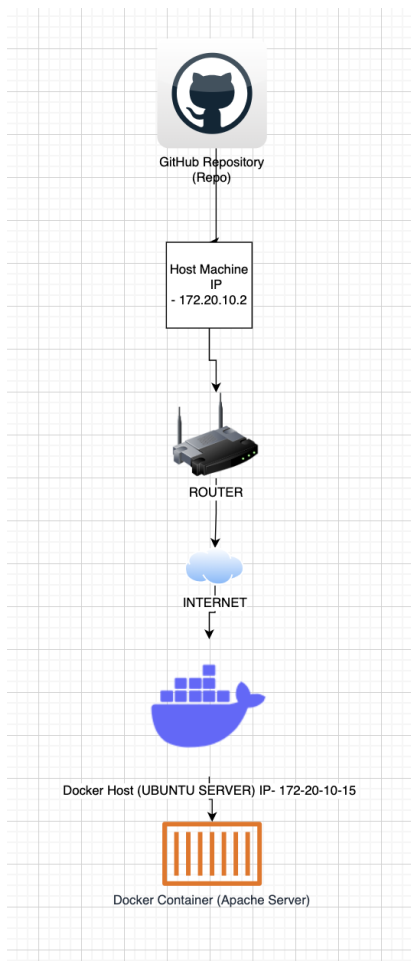 GitHub Repository
(Repo)
Host Machine
IP
- 172.20.10.2
ROUTER
INTERNET
Docker Host (UBUNTU SERVER) IP- 172-20-10-15
Docker Container (Apache Server)